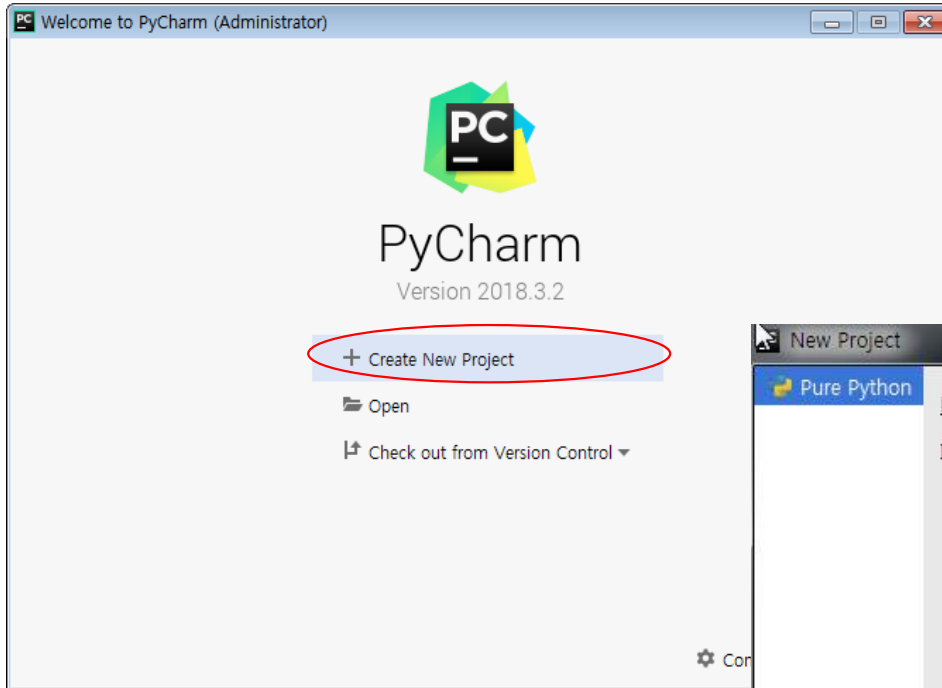 Welcome to PyCharm (Administrator)
PC
PyCharm
Version 2018.3.2
Create New Project
Open
Check out from Version Control
New Project
Pure Python